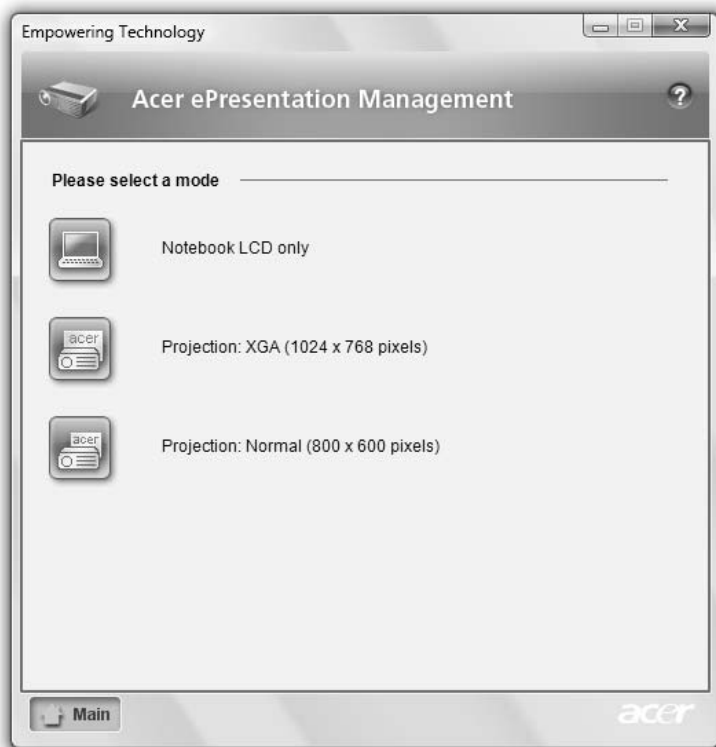 Empowering Technology
Acer ePresentation Management
?
Please select a mode
Notebook LCD only
acer
Projection: XGA (1024 x 768 pixels)
acer
Projection: Normal (800 x 600 pixels)
Main
acer